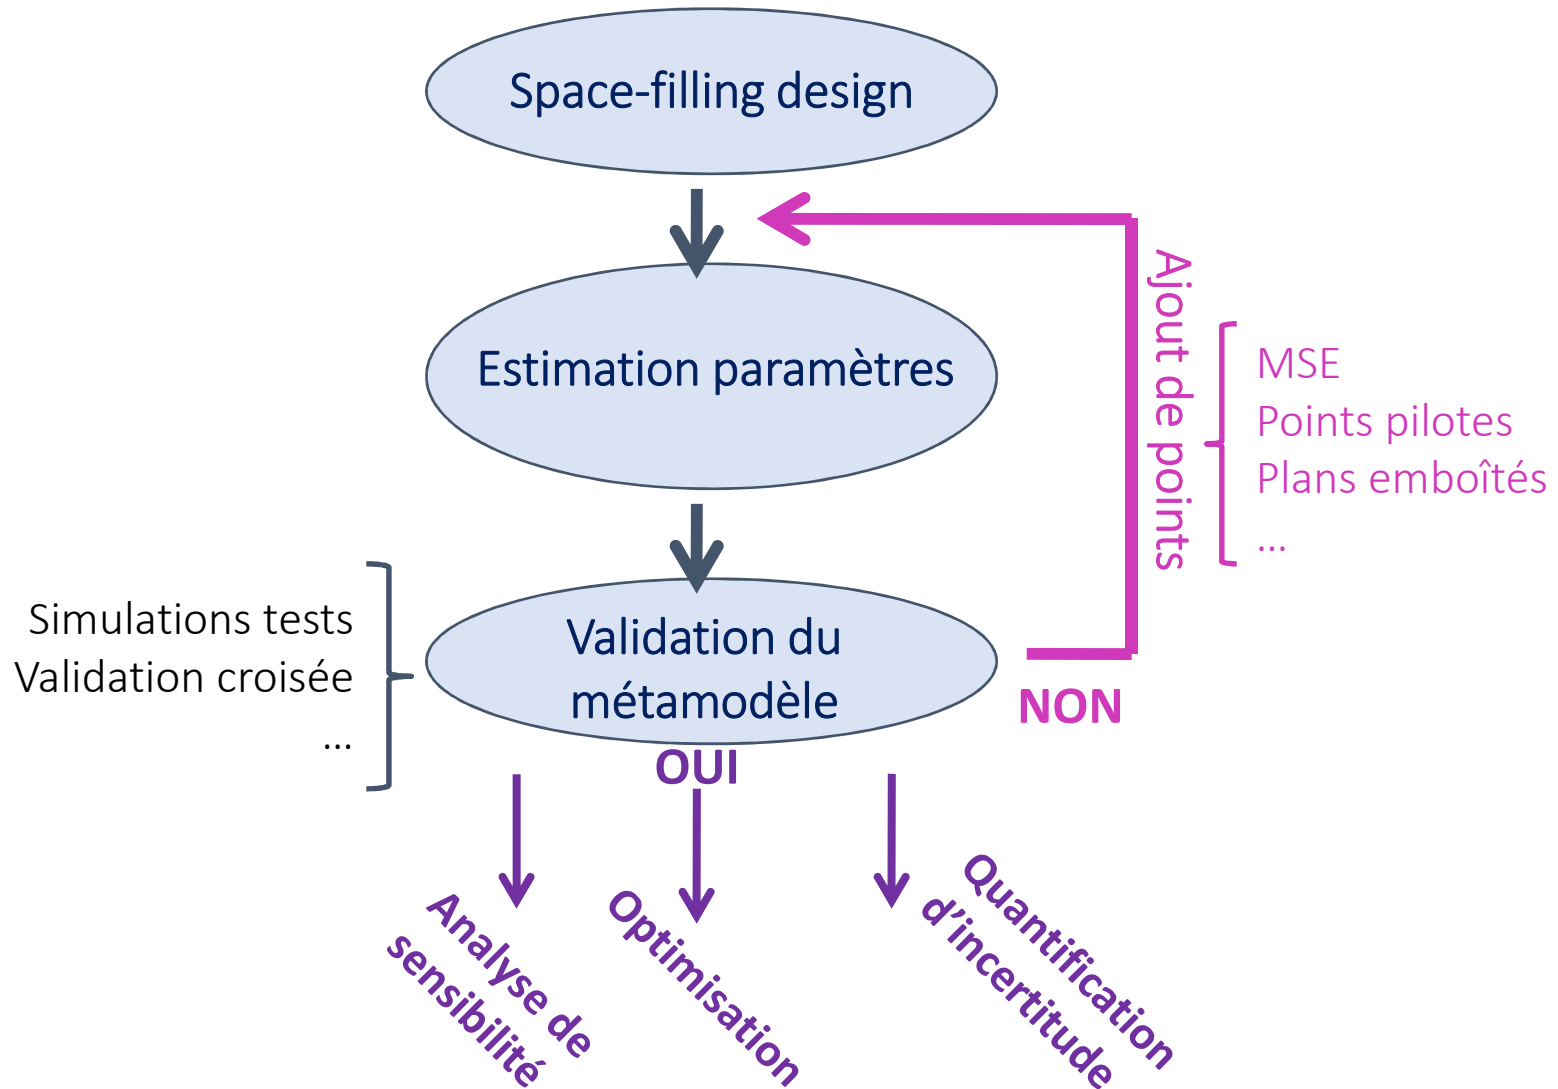 Space-filling design
Estimation paramètres
Ajout de points
MSE
Points pilotes
Plans emboîtés
...
Simulations tests
Validation croisée
...
Validation du
métamodèle
NON
OUI
Analyse de
sensibilité
Optimisation
Quantification
d’incertitude